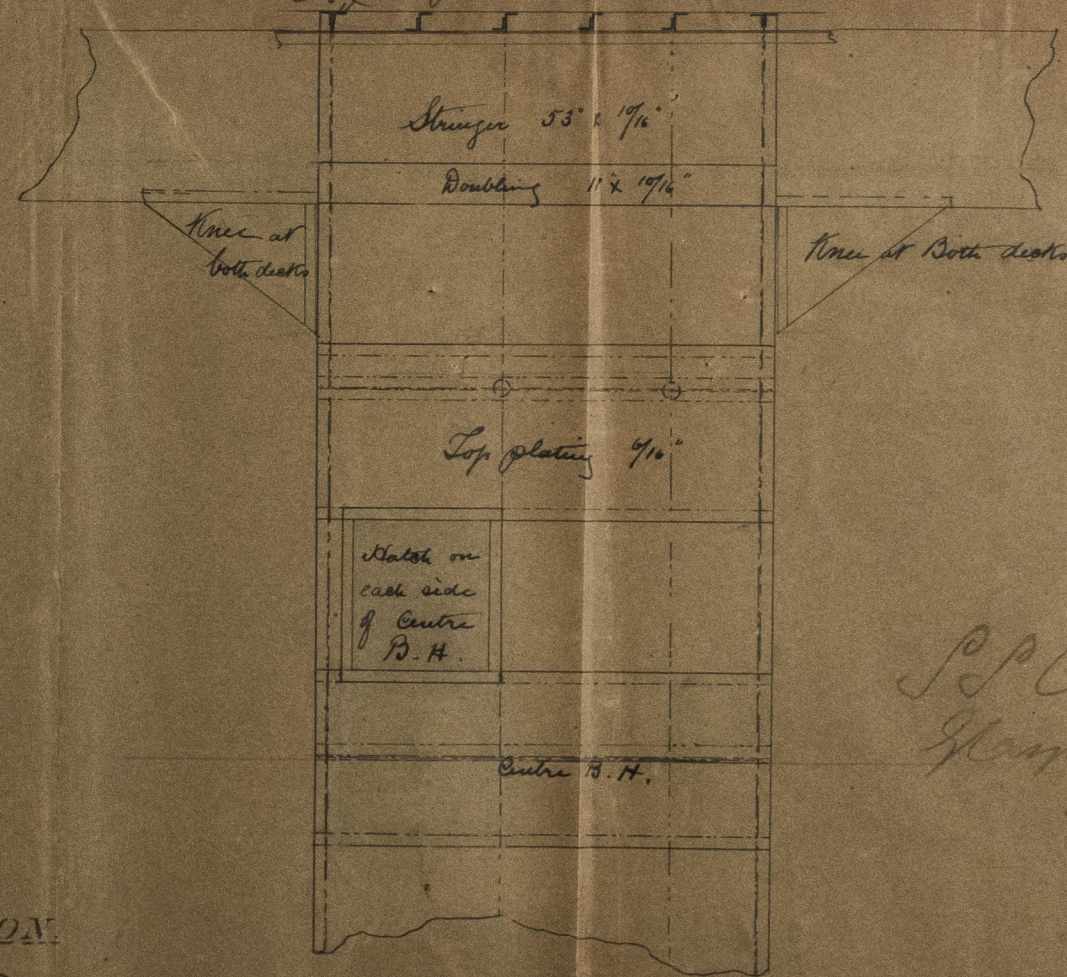 Stringer 53" x 10/16"
Doubling 11" x 10/16"
Knee at
both decks
Knee at Both decks
Top plating 6/16"
Hatch on
each side
of Centre
B.H.
S S
Centre B.H.
ON.